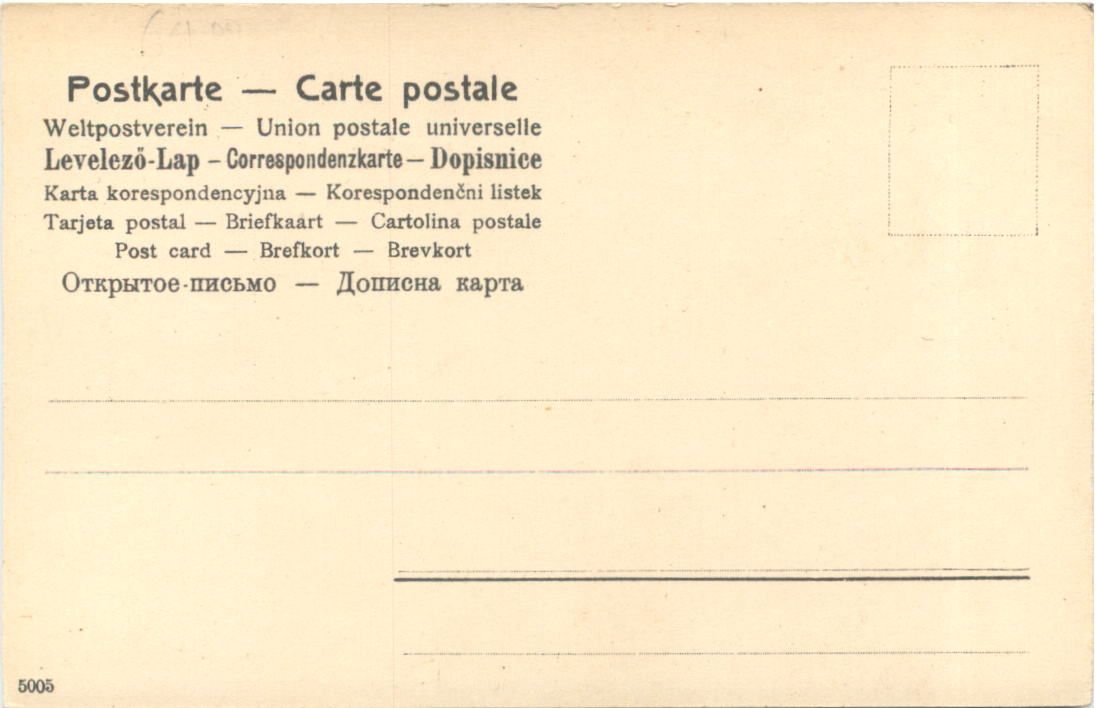 Postkarte — Carte postale
Weltpostverein — Union postale universelle
Levelező-Lap – Correspondenzkarte – Dopisnice
Karta korespondencyjna — Korespondenčni listek
Tarjeta postal — Briefkaart — Cartolina postale
Post card — Brefkort — Brevkort
Открытое-письмо — Дописна карта
5005